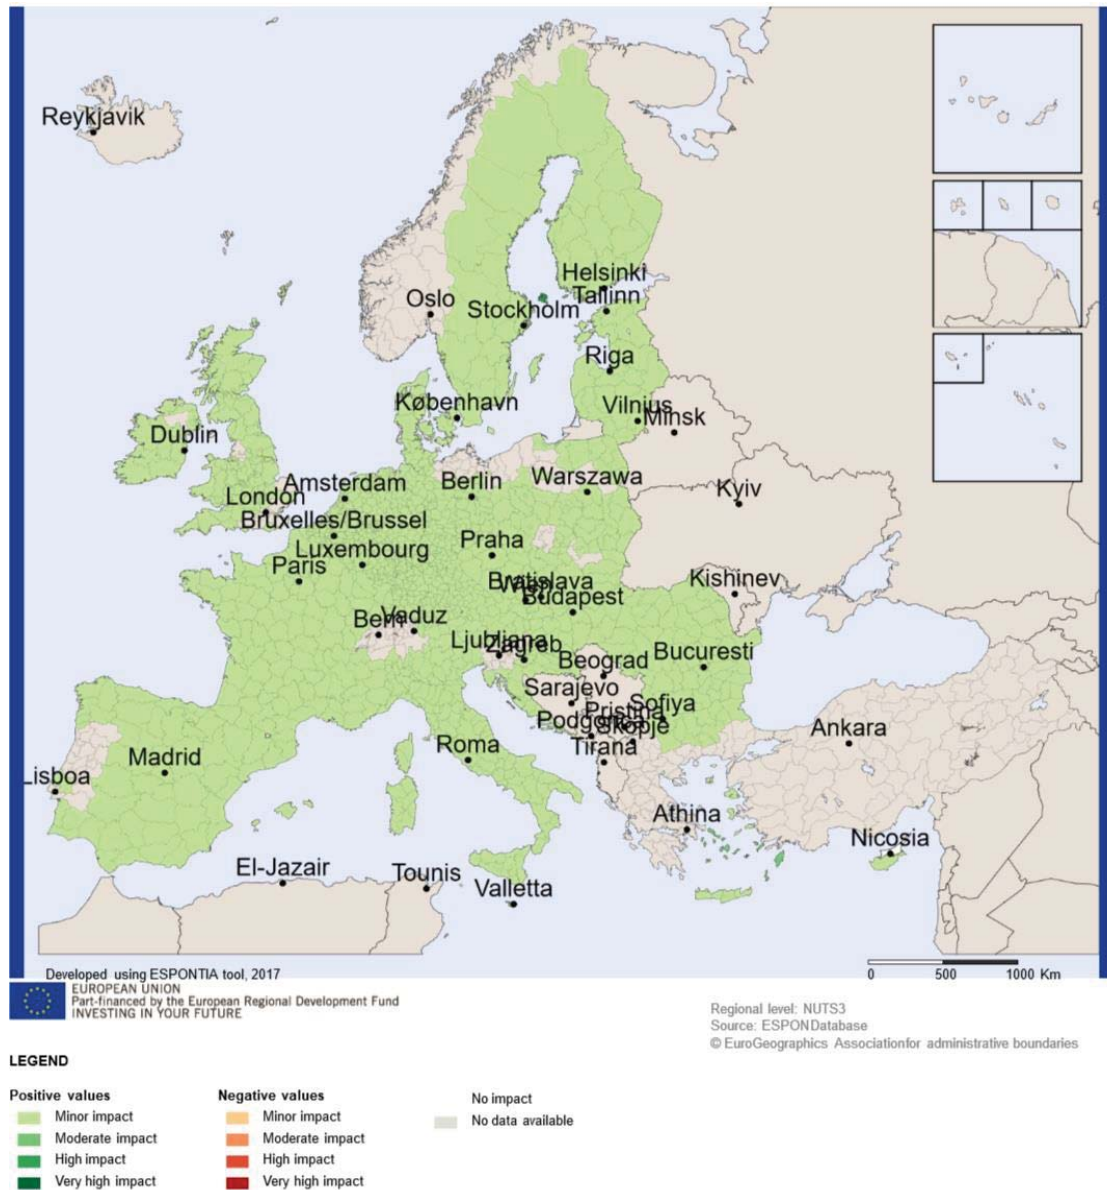 Reykjavik
Helsinki
Tallinn
Oslo
Stockholm
Riga
København
Vilnius
Minsk
Dublin
Amsterdam
Berlin
Warszawa
London
Kyiv
Bruxelles/Brussel
Luxembourg
Praha
Paris
Bratislava
Wien
Kishinev
Budapest
Bern
Vaduz
Ljubljana
Zagreb
Beograd
Bucuresti
Sarajevo
Sofiya
Pristina
Podgorica
Skopje
Ankara
Tirana
Roma
Madrid
Lisboa
Athina
Nicosia
El-Jazair
Tounis
Valletta
Developed using ESPONTIA tool, 2017
0 500 1000 Km
EUROPEAN UNION
Part-financed by the European Regional Development Fund
INVESTING IN YOUR FUTURE
Regional level: NUTS3
Source: ESPONDatabase
© EuroGeographics Associationfor administrative boundaries
LEGEND
Positive values
Minor impact
Moderate impact
High impact
Very high impact
Negative values
Minor impact
Moderate impact
High impact
Very high impact
No impact
No data available